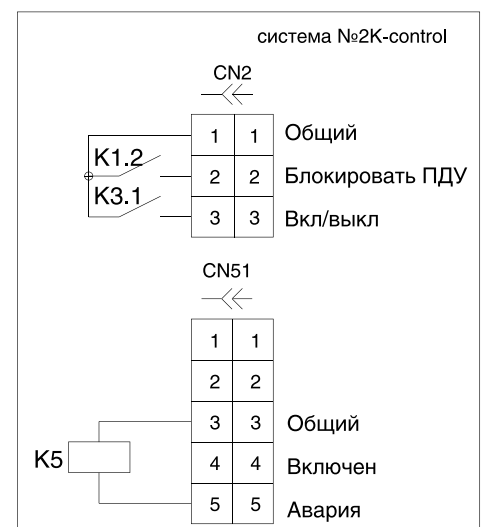 система №2K-control
CN2
1 1 Общий
K1.2
2 2 Блокировать ПДУ
K3.1
3 3 Вкл/выкл
CN51
1 1
2 2
3 3 Общий
K5
4 4 Включен
5 5 Авария